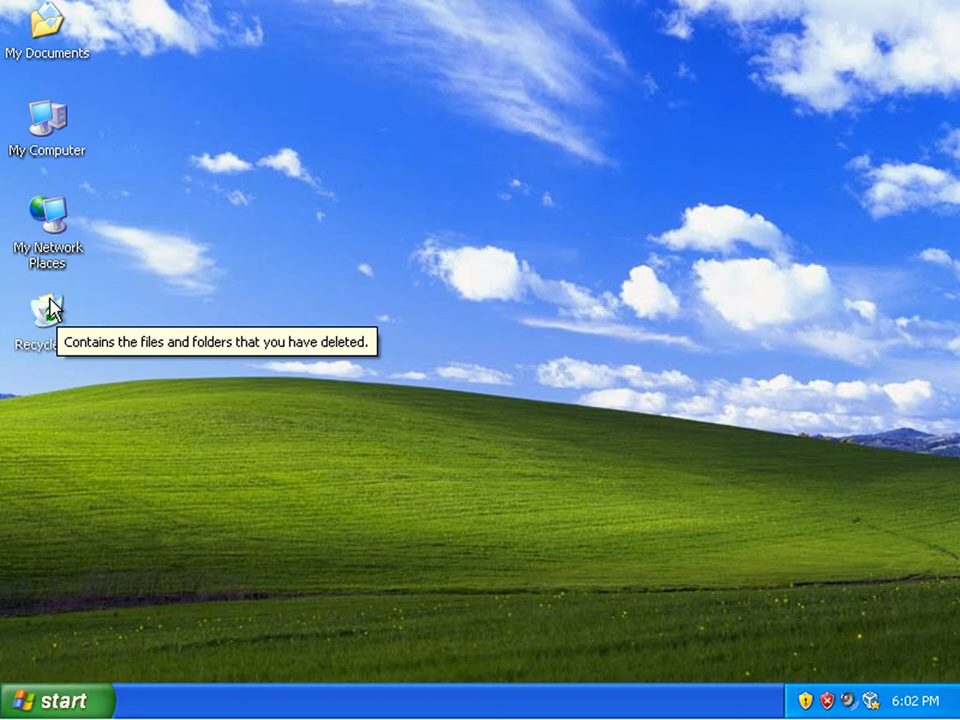 My Documents
My Computer
My Network
Places
Recycle
Contains the files and folders that you have deleted.
start
6:02 PM